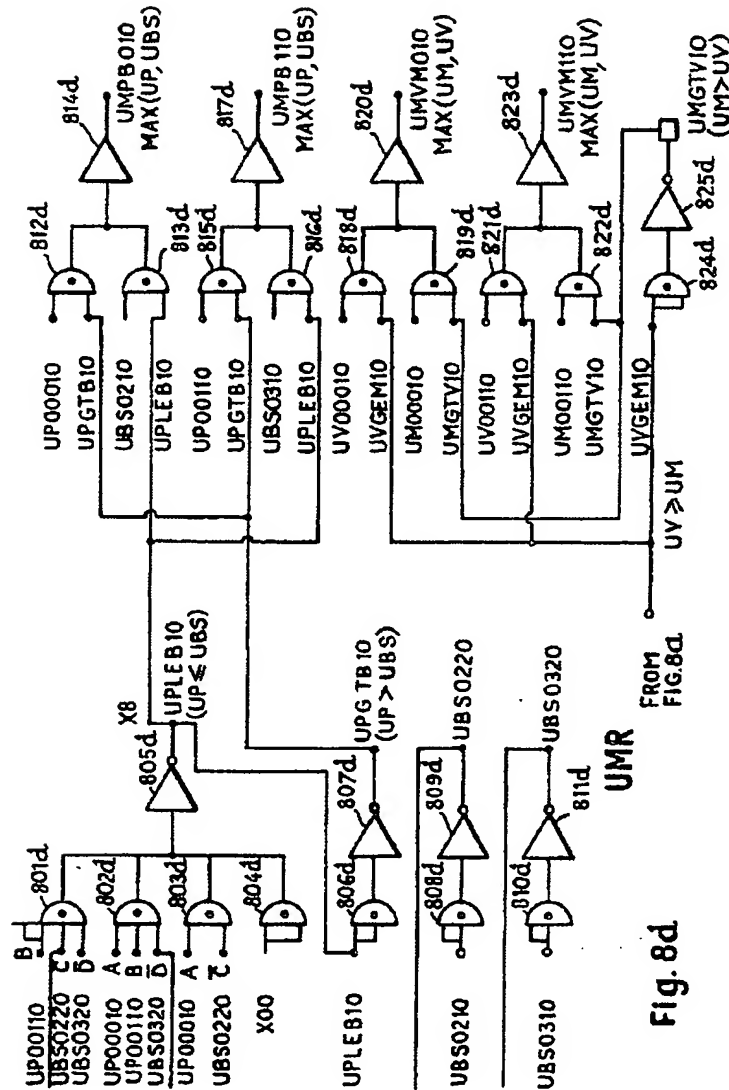 UP00110
B
801d
UBS0220
C̅
UBS0320
D̅
UP00010
A
802d
UP00110
B
UBS0320
D̅
UP00010
A
803d
UBS0220
C̅
X00
804d
805d
X8
UPLEB10
(UP ≤ UBS)
UPLEB10
806d
807d
UPGTB10
(UP > UBS)
UBS0210
808d
809d
UBS0220
UBS0310
810d
811d
UBS0320
UP00010
UPGTB10
812d
UBS0210
UPLEB10
813d
814d
UMPB010
MAX(UP, UBS)
UP00110
UPGTB10
815d
UBS0310
UPLEB10
816d
817d
UMPB110
MAX(UP, UBS)
UV00010
UVGEM10
818d
UM00010
UMGTV10
819d
820d
UMVM010
MAX(UM, UV)
UV00110
UVGEM10
821d
UM00110
UMGTV10
822d
823d
UMVM110
MAX(UM, UV)
UVGEM10
824d
825d
UMGTV10
(UM>UV)
UV ≥ UM
FROM
FIG.8d
UMR
Fig. 8d